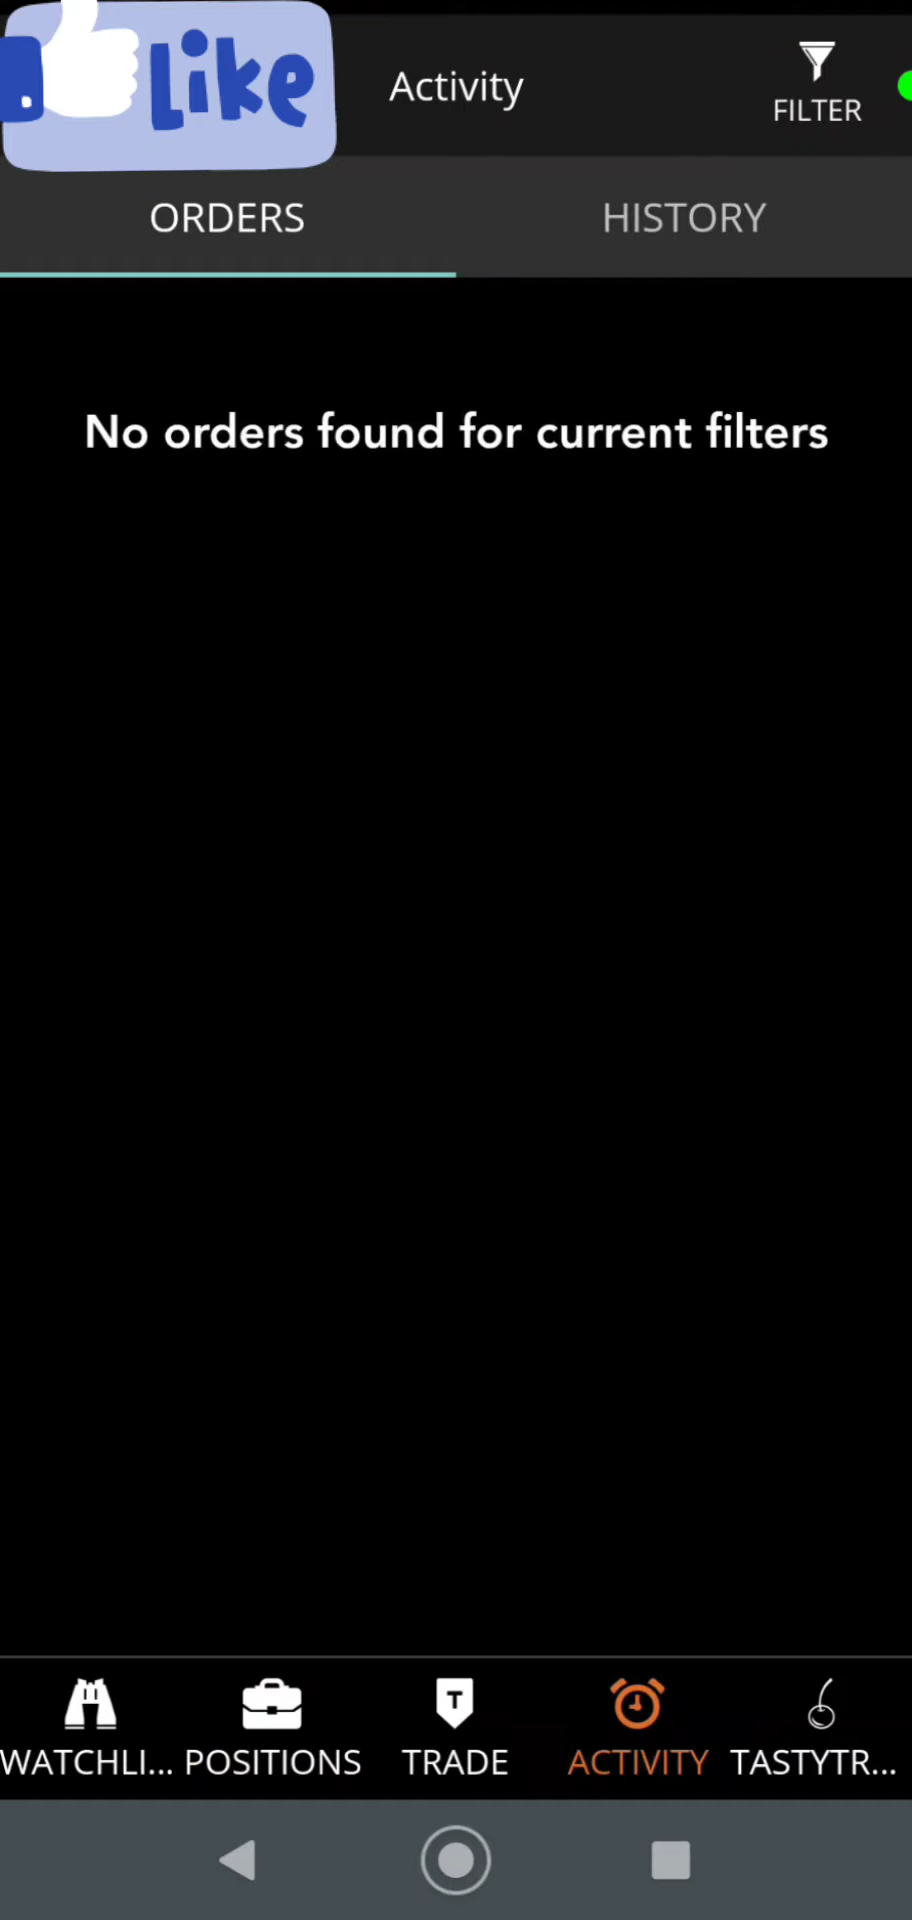 Like
Activity
FILTER
ORDERS
HISTORY
No orders found for current filters
T
WATCHLI...
POSITIONS
TRADE
ACTIVITY
TASTYTR...